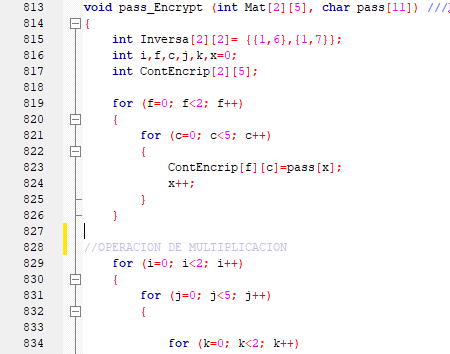 813 void pass_Encrypt (int Mat[2][5], char pass[11]) ///
814 {
815 int Inversa[2][2]= {{1,6},{1,7}};
816 int i,f,c,j,k,x=0;
817 int ContEncrip[2][5];
818
819 for (f=0; f<2; f++)
820 {
821 for (c=0; c<5; c++)
822 {
823 ContEncrip[f][c]=pass[x];
824 x++;
825 }
826 }
827
828 //OPERACION DE MULTIPLICACION
829 for (i=0; i<2; i++)
830 {
831 for (j=0; j<5; j++)
832 {
833
834 for (k=0; k<2; k++)